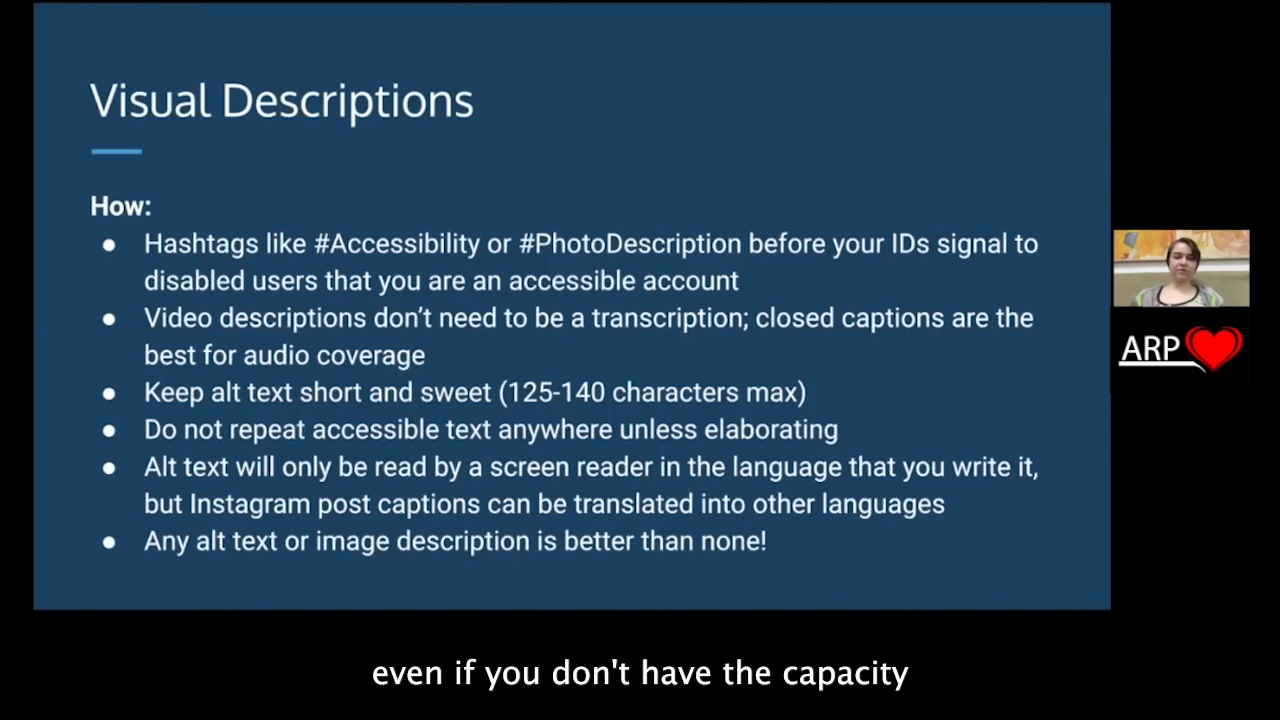 Visual Descriptions
How:
● Hashtags like #Accessibility or #PhotoDescription before your IDs signal to
disabled users that you are an accessible account
● Video descriptions don’t need to be a transcription; closed captions are the
best for audio coverage
● Keep alt text short and sweet (125-140 characters max)
● Do not repeat accessible text anywhere unless elaborating
● Alt text will only be read by a screen reader in the language that you write it,
but Instagram post captions can be translated into other languages
● Any alt text or image description is better than none!
ARP
even if you don't have the capacity